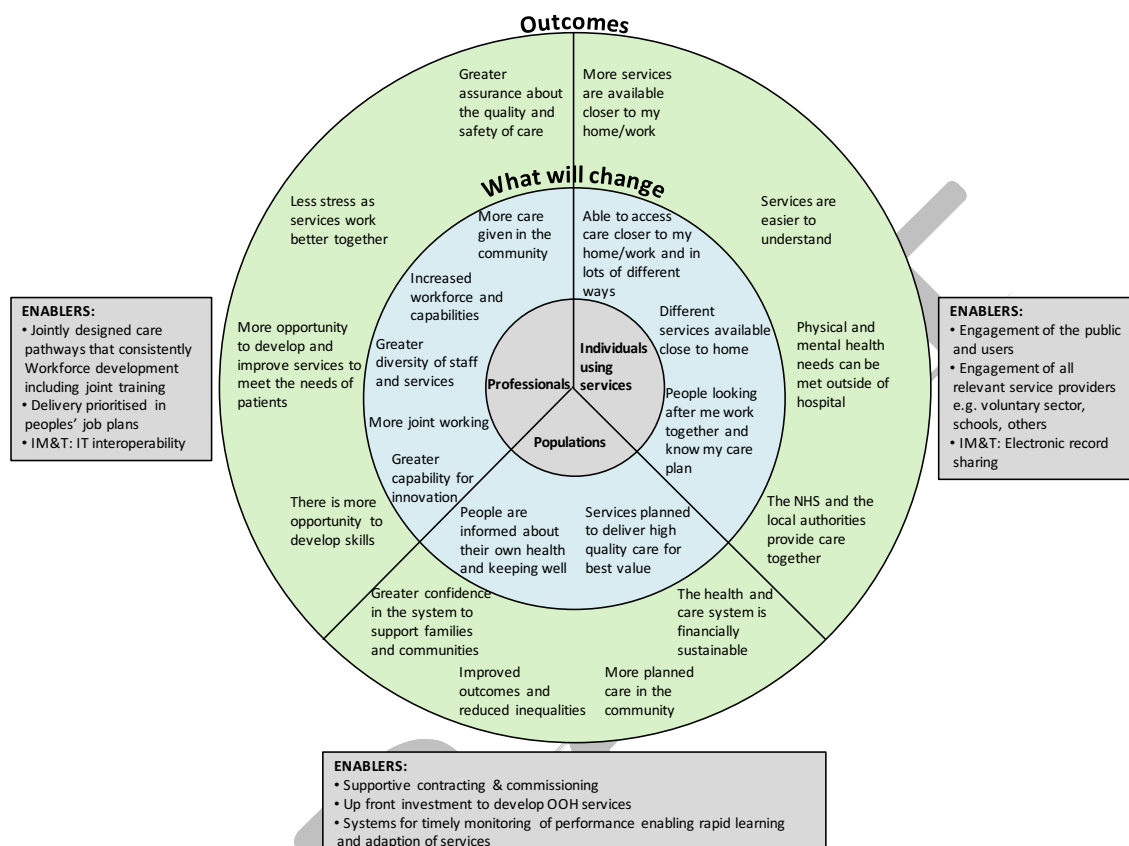 Outcomes
Greater
assurance about
the quality and
safety of care
More services
are available
closer to my
home/work
What will change
Less stress as
services work
better together
More care
given in the
community
Able to access
care closer to my
home/work and in
lots of different
ways
Services are
easier to
understand
Increased
workforce and
capabilities
Different
services available
close to home
ENABLERS:
• Jointly designed care
pathways that consistently
Workforce development
including joint training
• Delivery prioritised in
peoples’ job plans
• IM&T: IT interoperability
More opportunity
to develop and
improve services to
meet the needs of
patients
Greater
diversity of staff
and services
Professionals
Individuals
using
services
Populations
Physical and
mental health
needs can be
met outside of
hospital
ENABLERS:
• Engagement of the public
and users
• Engagement of all
relevant service providers
e.g. voluntary sector,
schools, others
• IM&T: Electronic record
sharing
More joint working
People looking
after me work
together and
know my care
plan
Greater
capability for
innovation
There is more
opportunity to
develop skills
People are
informed about
their own health
and keeping well
Services planned
to deliver high
quality care for
best value
The NHS and the
local authorities
provide care
together
Greater confidence
in the system to
support families
and communities
The health and
care system is
financially
sustainable
Improved
outcomes and
reduced inequalities
More planned
care in the
community
ENABLERS:
• Supportive contracting & commissioning
• Up front investment to develop OOH services
• Systems for timely monitoring of performance enabling rapid learning
and adaption of services